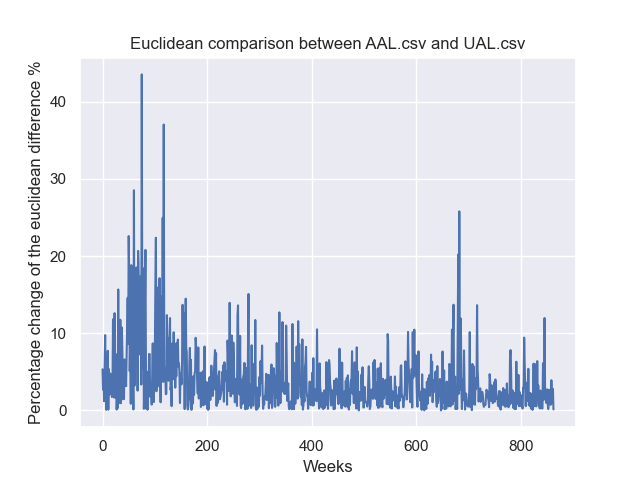 Euclidean comparison between AAL.csv and UAL.csv
Percentage change of the euclidean difference %
40
30
20
10
0
0 200 400 600 800
Weeks